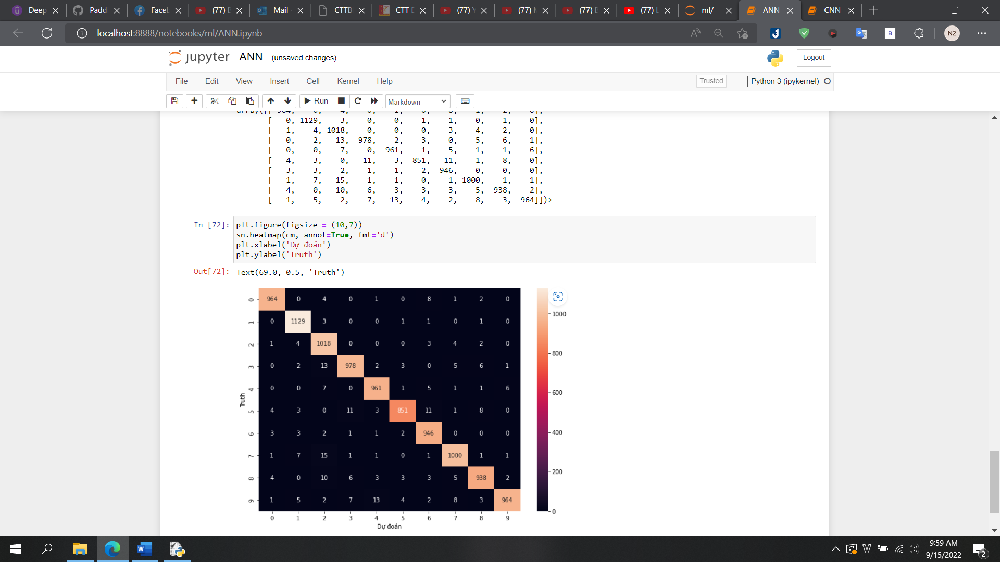 Deep Padd Faceb (77) E Mail - CTTB CTT Đ (77) Y (77) M (77) E (77) L ml/ ANN CNN
localhost:8888/notebooks/ml/ANN.ipynb N2
jupyter ANN (unsaved changes) Logout
File Edit View Insert Cell Kernel Help Trusted Python 3 (ipykernel)
Run Markdown
array([[ 964, 0, 4, 0, 1, 0, 8, 1, 2, 0],
[ 0, 1129, 3, 0, 0, 1, 1, 0, 1, 0],
[ 1, 4, 1018, 0, 0, 0, 3, 4, 2, 0],
[ 0, 2, 13, 978, 2, 3, 0, 5, 6, 1],
[ 0, 0, 7, 0, 961, 1, 5, 1, 1, 6],
[ 4, 3, 0, 11, 3, 851, 11, 1, 8, 0],
[ 3, 3, 2, 1, 1, 2, 946, 0, 0, 0],
[ 1, 7, 15, 1, 1, 0, 1, 1000, 1, 1],
[ 4, 0, 10, 6, 3, 3, 3, 5, 938, 2],
[ 1, 5, 2, 7, 13, 4, 2, 8, 3, 964]])>
In [72]: plt.figure(figsize = (10,7))
sn.heatmap(cm, annot=True, fmt='d')
plt.xlabel('Dự đoán')
plt.ylabel('Truth')
Out[72]: Text(69.0, 0.5, 'Truth')
0 964 0 4 0 1 0 8 1 2 0
1 0 1129 3 0 0 1 1 0 1 0
2 1 4 1018 0 0 0 3 4 2 0
3 0 2 13 978 2 3 0 5 6 1
4 0 0 7 0 961 1 5 1 1 6
5 4 3 0 11 3 851 11 1 8 0
6 3 3 2 1 1 2 946 0 0 0
7 1 7 15 1 1 0 1 1000 1 1
8 4 0 10 6 3 3 3 5 938 2
9 1 5 2 7 13 4 2 8 3 964
Truth
0 1 2 3 4 5 6 7 8 9
Dự đoán
1000
800
600
400
200
0
9:59 AM
9/15/2022
2